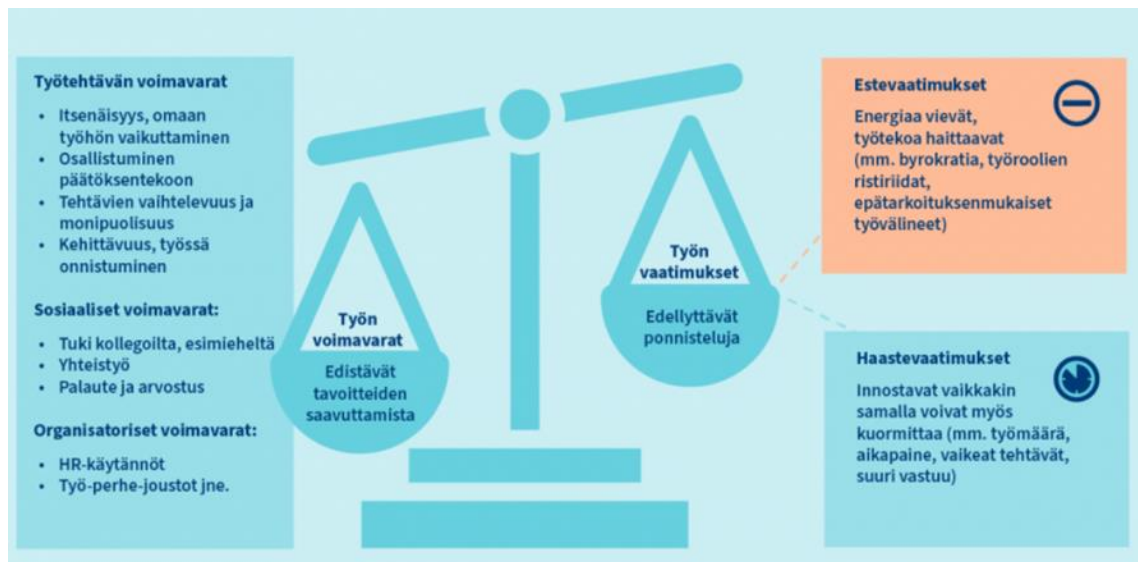 Työtehtävän voimavarat
• Itsenäisyys, omaan
työhön vaikuttaminen
• Osallistuminen
päätöksentekoon
• Tehtävien vaihtelevuus ja
monipuolisuus
• Kehittävuus, työssä
onnistuminen
Sosiaaliset voimavarat:
• Tuki kollegoilta, esimieheltä
• Yhteistyö
• Palaute ja arvostus
Organisatoriset voimavarat:
• HR-käytännöt
• Työ-perhe-joustot jne.
Työn
voimavarat
Edistävät
tavoitteiden
saavuttamista
Työn
vaatimukset
Edellyttävät
ponnisteluja
Estevaatimukset
Energiaa vievät,
työtekoa haittaavat
(mm. byrokratia, työroolien
ristiriidat,
epätarkoituksenmukaiset
työvälineet)
Haastevaatimukset
Innostavat vaikkakin
samalla voivat myös
kuormittaa (mm. työmäärä,
aikapaine, vaikeat tehtävät,
suuri vastuu)